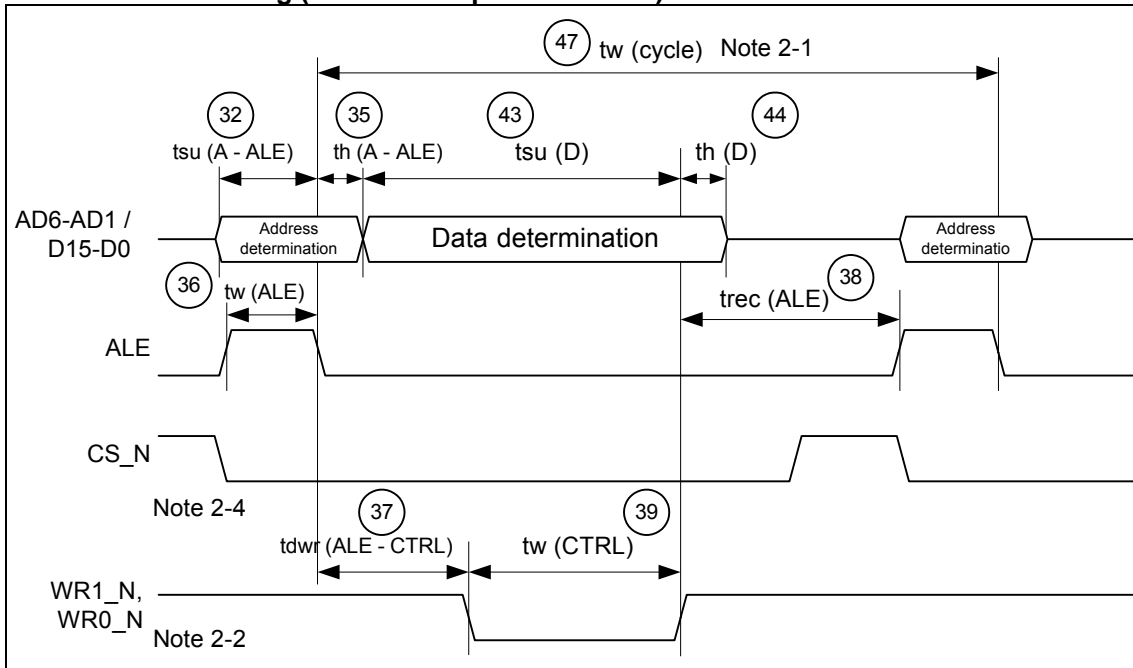 47 tw (cycle) Note 2-1
32 35 43 44
tsu (A - ALE) th (A - ALE) tsu (D) th (D)
AD6-AD1 /
D15-D0
Address
determination
Data determination
Address
determinatio
36 tw (ALE)
trec (ALE) 38
ALE
CS_N
Note 2-4
37 39
tdwr (ALE - CTRL) tw (CTRL)
WR1_N,
WR0_N
Note 2-2